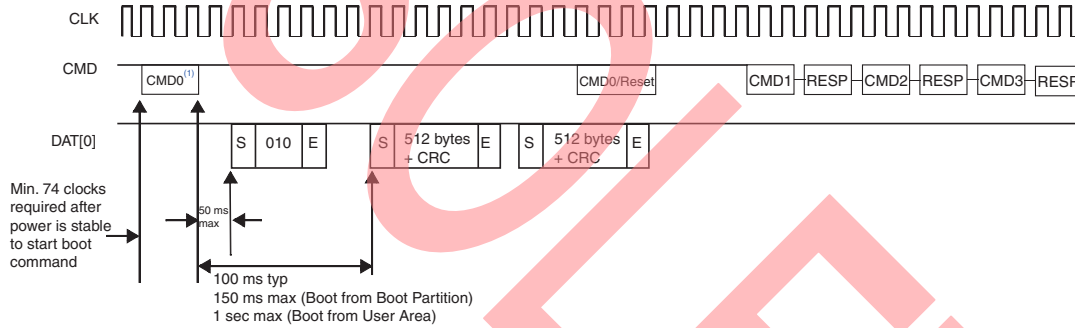 CLK
CMD
CMD0(1)
CMD0/Reset
CMD1
RESP
CMD2
RESP
CMD3
RESP
DAT[0]
S
010
E
S
512 bytes
+ CRC
E
S
512 bytes
+ CRC
E
Min. 74 clocks
required after
power is stable
to start boot
command
50 ms
max
100 ms typ
150 ms max (Boot from Boot Partition)
1 sec max (Boot from User Area)